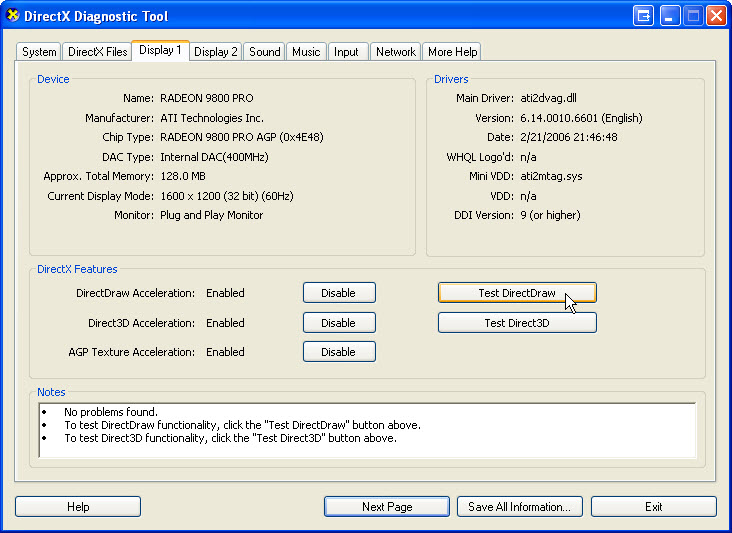 DirectX Diagnostic Tool
System DirectX Files Display 1 Display 2 Sound Music Input Network More Help
Device
Name: RADEON 9800 PRO
Manufacturer: ATI Technologies Inc.
Chip Type: RADEON 9800 PRO AGP (0x4E48)
DAC Type: Internal DAC(400MHz)
Approx. Total Memory: 128.0 MB
Current Display Mode: 1600 x 1200 (32 bit) (60Hz)
Monitor: Plug and Play Monitor
Drivers
Main Driver: ati2dvag.dll
Version: 6.14.0010.6601 (English)
Date: 2/21/2006 21:46:48
WHQL Logo'd: n/a
Mini VDD: ati2mtag.sys
VDD: n/a
DDI Version: 9 (or higher)
DirectX Features
DirectDraw Acceleration: Enabled Disable Test DirectDraw
Direct3D Acceleration: Enabled Disable Test Direct3D
AGP Texture Acceleration: Enabled Disable
Notes
• No problems found.
• To test DirectDraw functionality, click the "Test DirectDraw" button above.
• To test Direct3D functionality, click the "Test Direct3D" button above.
Help Next Page Save All Information... Exit